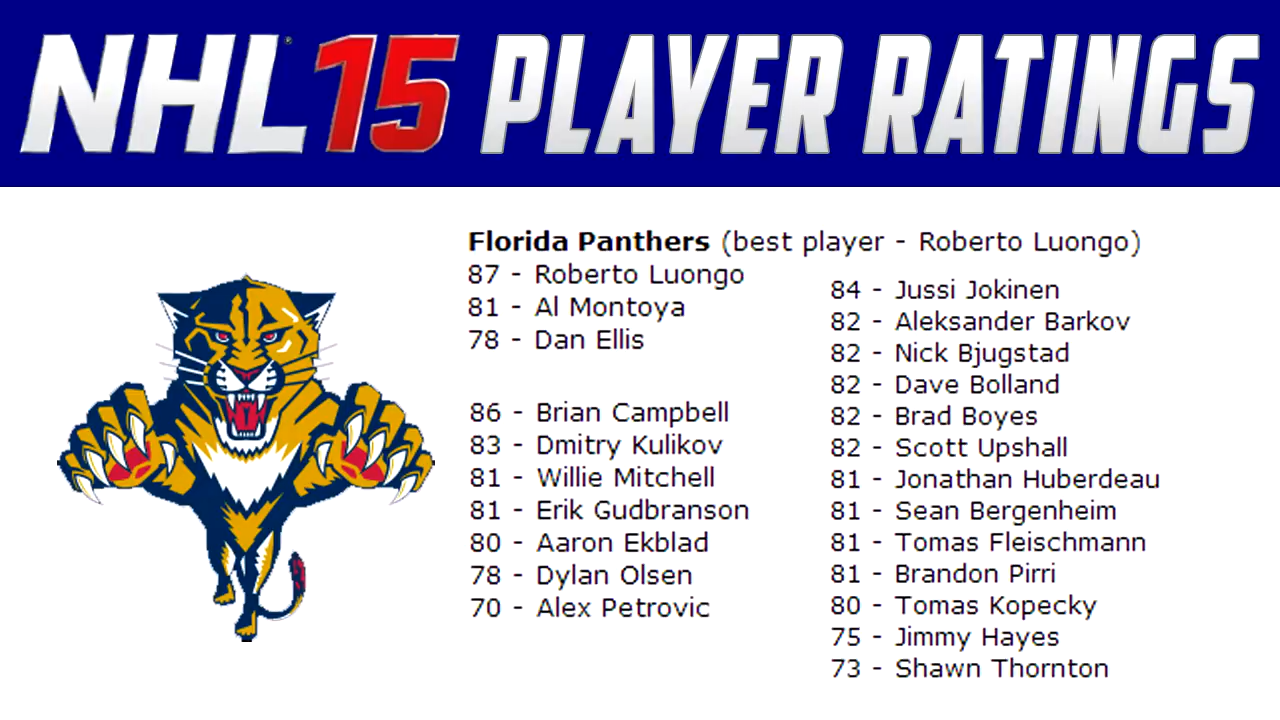 NHL 15 PLAYER RATINGS
Florida Panthers (best player - Roberto Luongo)
87 - Roberto Luongo
81 - Al Montoya
78 - Dan Ellis
86 - Brian Campbell
83 - Dmitry Kulikov
81 - Willie Mitchell
81 - Erik Gudbranson
80 - Aaron Ekblad
78 - Dylan Olsen
70 - Alex Petrovic
84 - Jussi Jokinen
82 - Aleksander Barkov
82 - Nick Bjugstad
82 - Dave Bolland
82 - Brad Boyes
82 - Scott Upshall
81 - Jonathan Huberdeau
81 - Sean Bergenheim
81 - Tomas Fleischmann
81 - Brandon Pirri
80 - Tomas Kopecky
75 - Jimmy Hayes
73 - Shawn Thornton